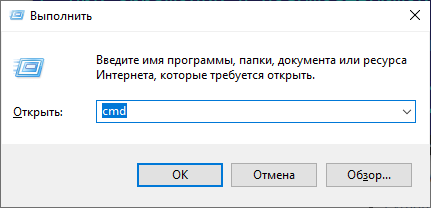 Выполнить
Введите имя программы, папки, документа или ресурса
Интернета, которые требуется открыть.
Открыть: cmd
ОК Отмена Обзор...